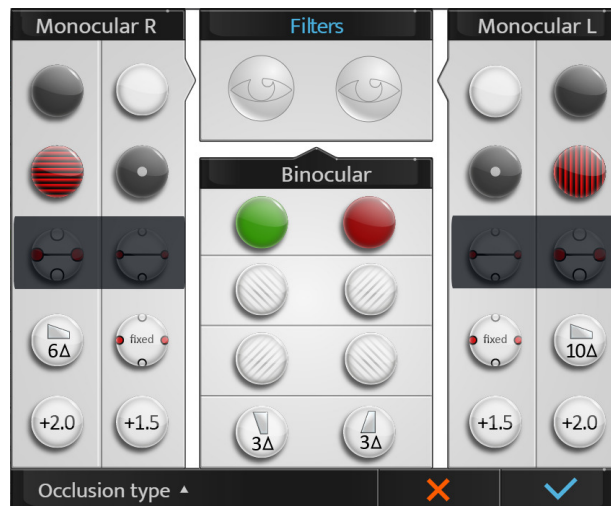 Monocular R
Filters
Monocular L
Binocular
6Δ
fixed
fixed
10Δ
+2.0
+1.5
3Δ
3Δ
+1.5
+2.0
Occlusion type